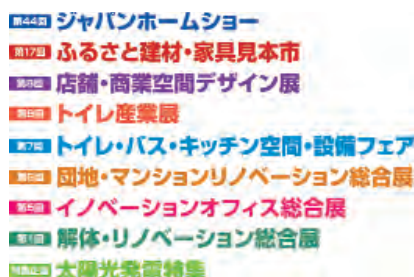 第44回 ジャパンホームショー
第17回 ふるさと建材・家具見本市
店舗・商業空間デザイン展
トイレ産業展
第7回 トイレ・バス・キッチン空間・設備フェア
団地・マンションリノベーション総合展
イノベーションオフィス総合展
解体・リノベーション総合展
太陽光発電特集